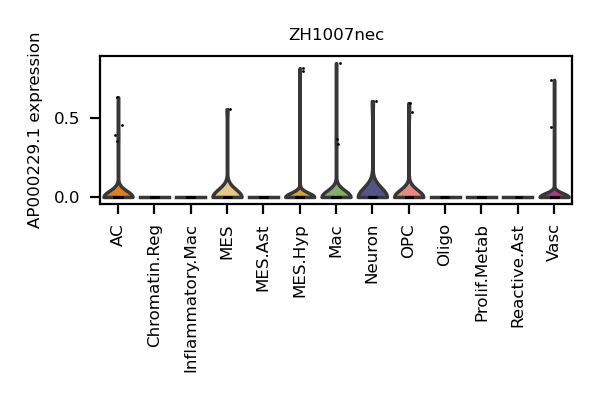 ZH1007nec
AP000229.1 expression
0.5
0.0
AC
Chromatin.Reg
Inflammatory.Mac
MES
MES.Ast
MES.Hyp
Mac
Neuron
OPC
Oligo
Prolif.Metab
Reactive.Ast
Vasc